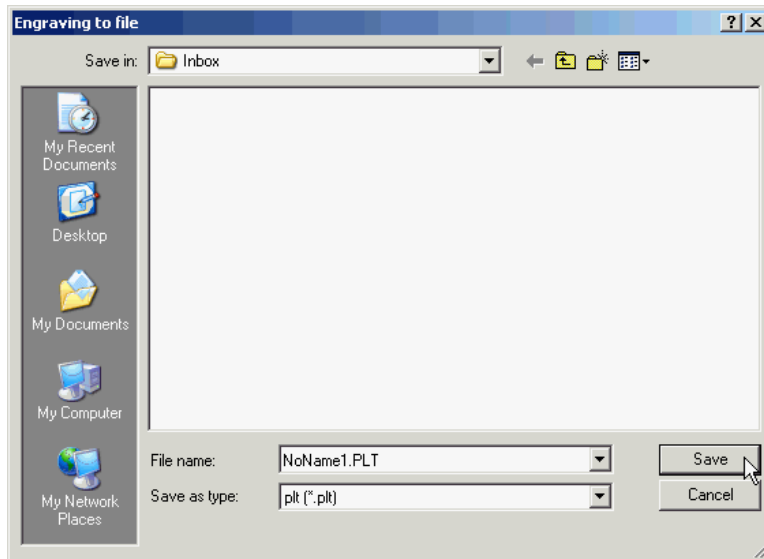 Engraving to file
Save in: Inbox
My Recent
Documents
Desktop
My Documents
My Computer
My Network
Places
File name: NoName1.PLT Save
Save as type: plt (*.plt) Cancel